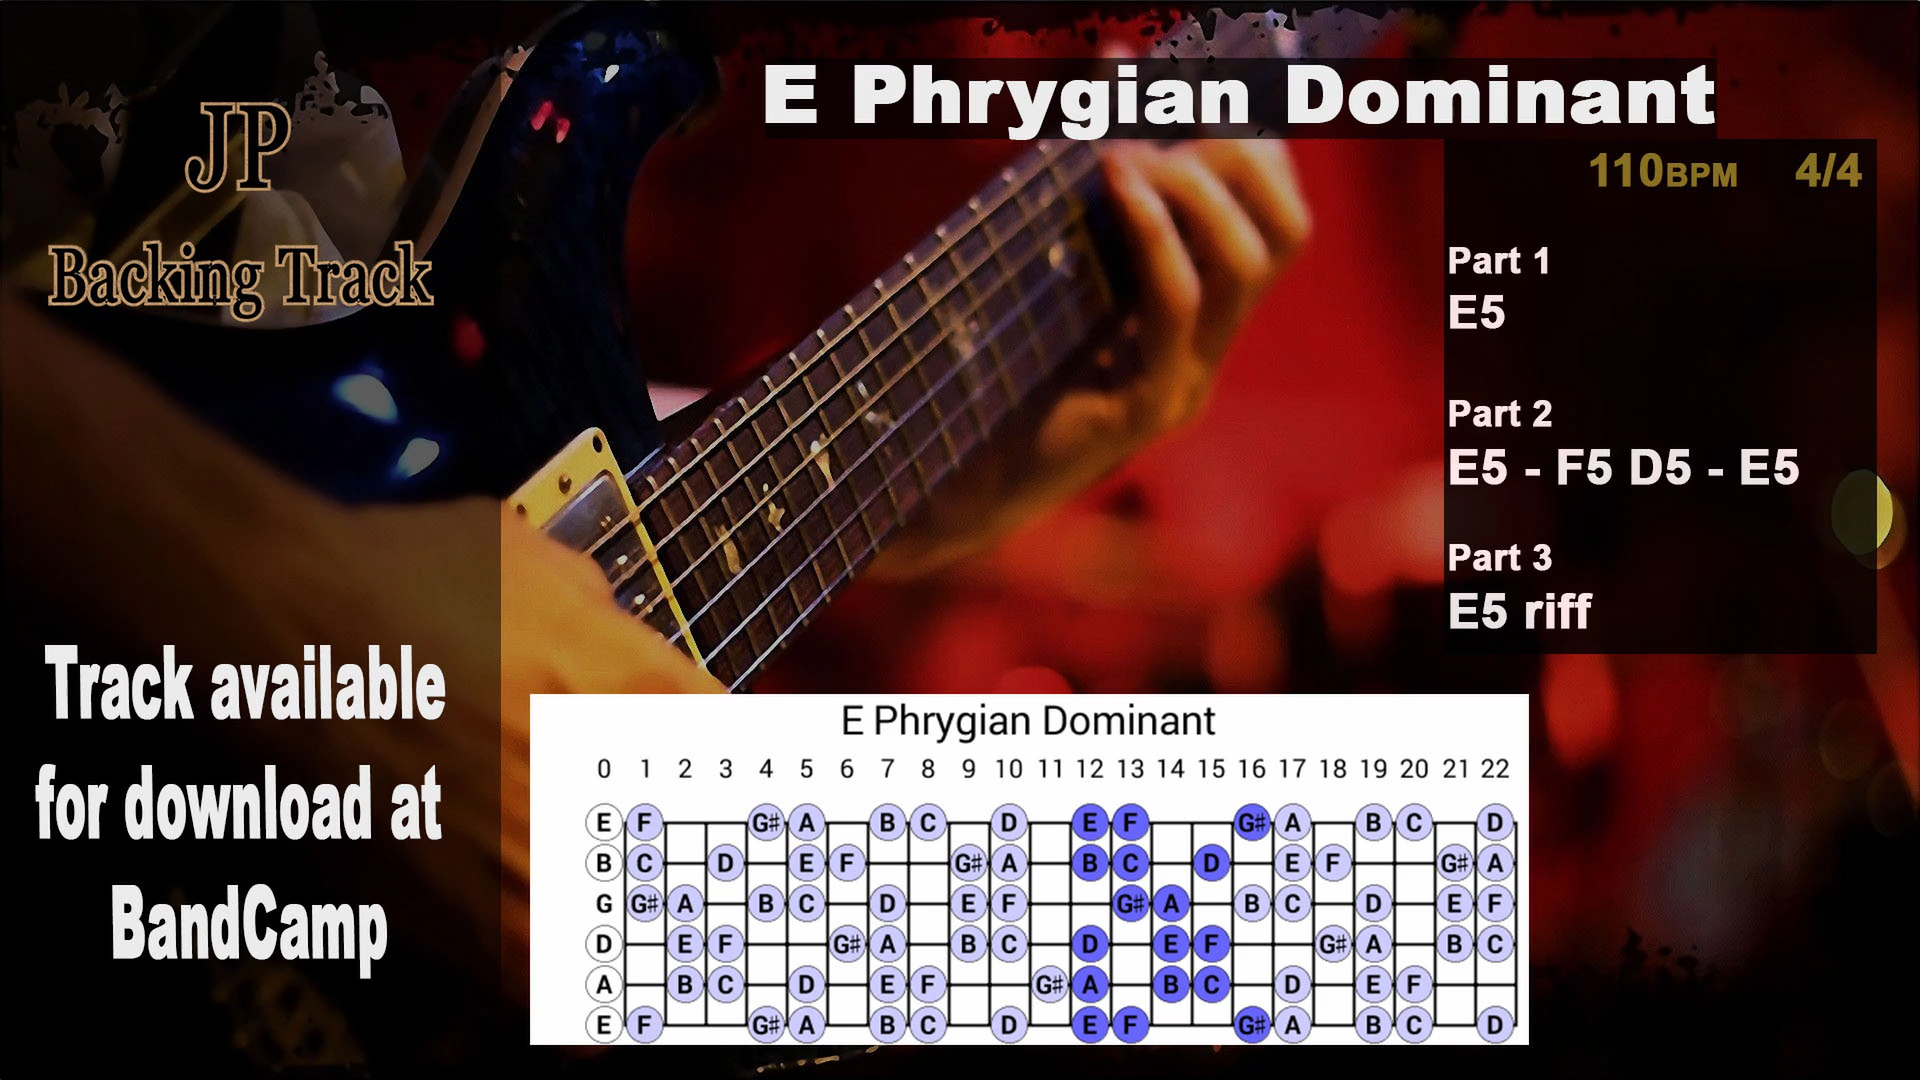 JP
Backing Track
E Phrygian Dominant
110BPM 4/4
Part 1
E5
Part 2
E5 - F5 D5 - E5
Part 3
E5 riff
Track available
for download at
BandCamp
E Phrygian Dominant
0 1 2 3 4 5 6 7 8 9 10 11 12 13 14 15 16 17 18 19 20 21 22
E F G# A B C D E F G# A B C D
B C D E F G# A B C D E F G# A
G G# A B C D E F G# A B C D E F
D E F G# A B C D E F G# A B C
A B C D E F G# A B C D E F
E F G# A B C D E F G# A B C D